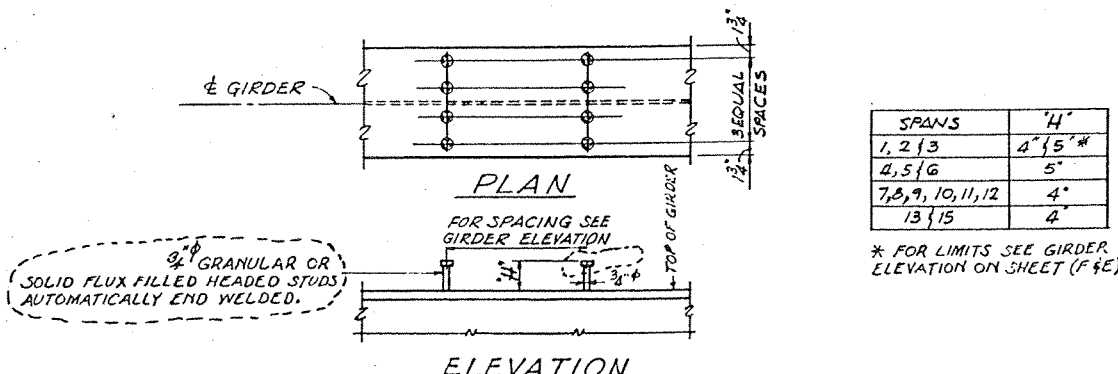 1¾"
℄ GIRDER
3 EQUAL
SPACES
1¾"
PLAN
FOR SPACING SEE
GIRDER ELEVATION
TOP OF GIRDER
¾"φ GRANULAR OR
SOLID FLUX FILLED HEADED STUDS
AUTOMATICALLY END WELDED.
"H"
¾"φ
ELEVATION
SPANS "H"
1, 2 & 3 4" & 5" *
4, 5 & 6 5"
7, 8, 9, 10, 11, 12 4"
13 & 15 4"
* FOR LIMITS SEE GIRDER
ELEVATION ON SHEET (F & E)